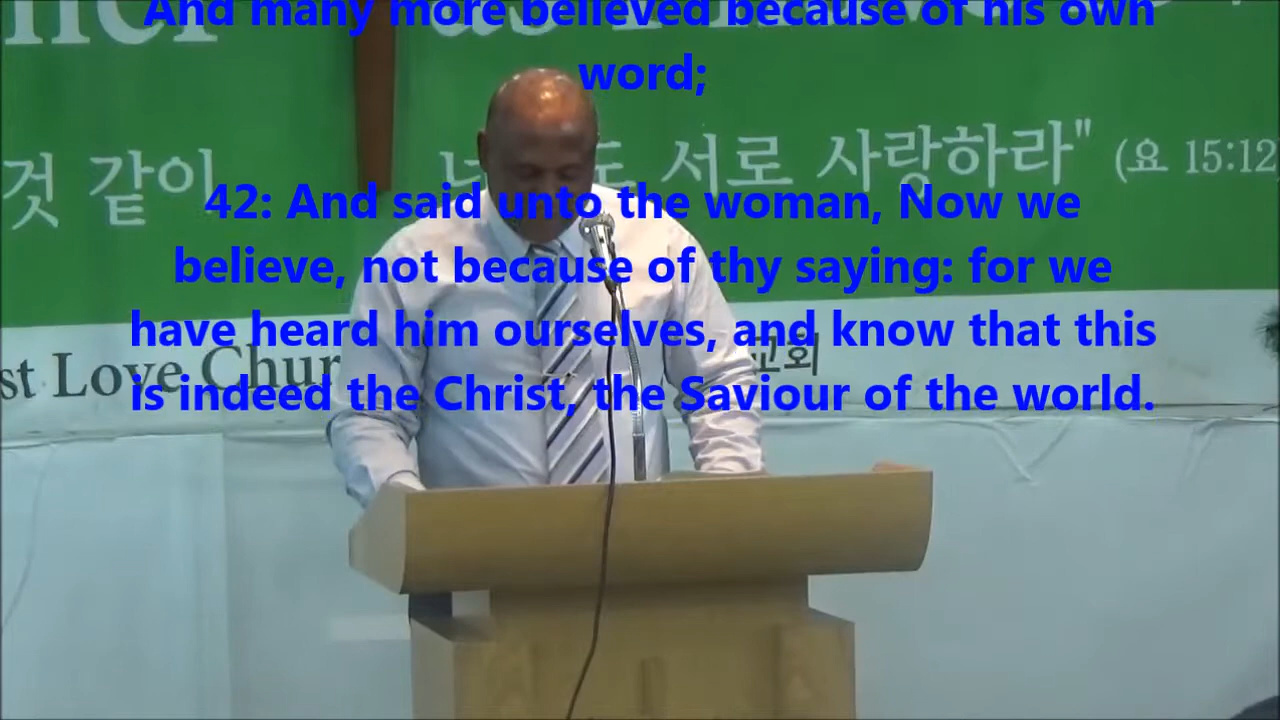 And many more believed because of his own
word;
것 같이
도 서로 사랑하라" (요 15:12
42: And said unto the woman, Now we
believe, not because of thy saying: for we
have heard him ourselves, and know that this
is indeed the Christ, the Saviour of the world.
st Love Chur
교회